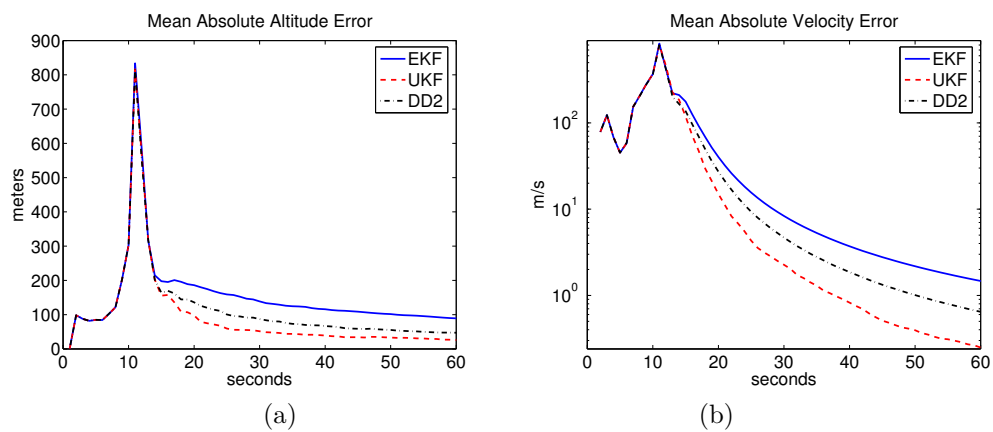 Mean Absolute Altitude Error
900
800
700
600
500
400
300
200
100
0
meters
0 10 20 30 40 50 60
seconds
EKF
UKF
DD2
(a)
Mean Absolute Velocity Error
10^2
10^1
10^0
m/s
0 10 20 30 40 50 60
seconds
EKF
UKF
DD2
(b)